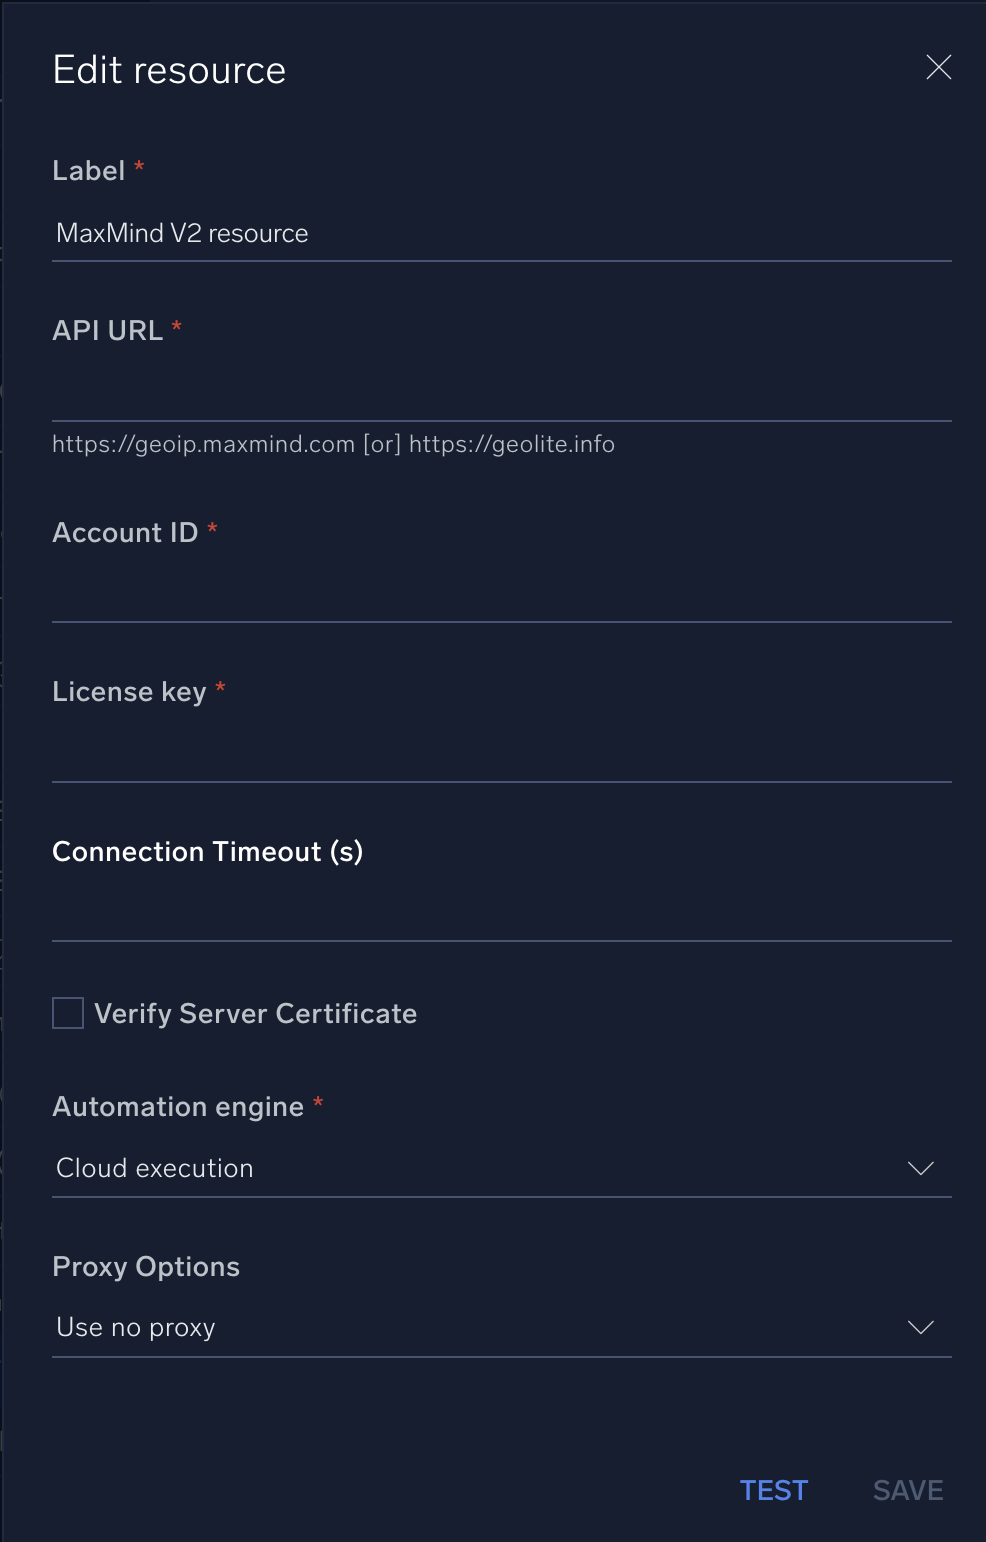 Edit resource
Label *
MaxMind V2 resource
API URL *
https://geoip.maxmind.com [or] https://geolite.info
Account ID *
License key *
Connection Timeout (s)
Verify Server Certificate
Automation engine *
Cloud execution
Proxy Options
Use no proxy
TEST SAVE